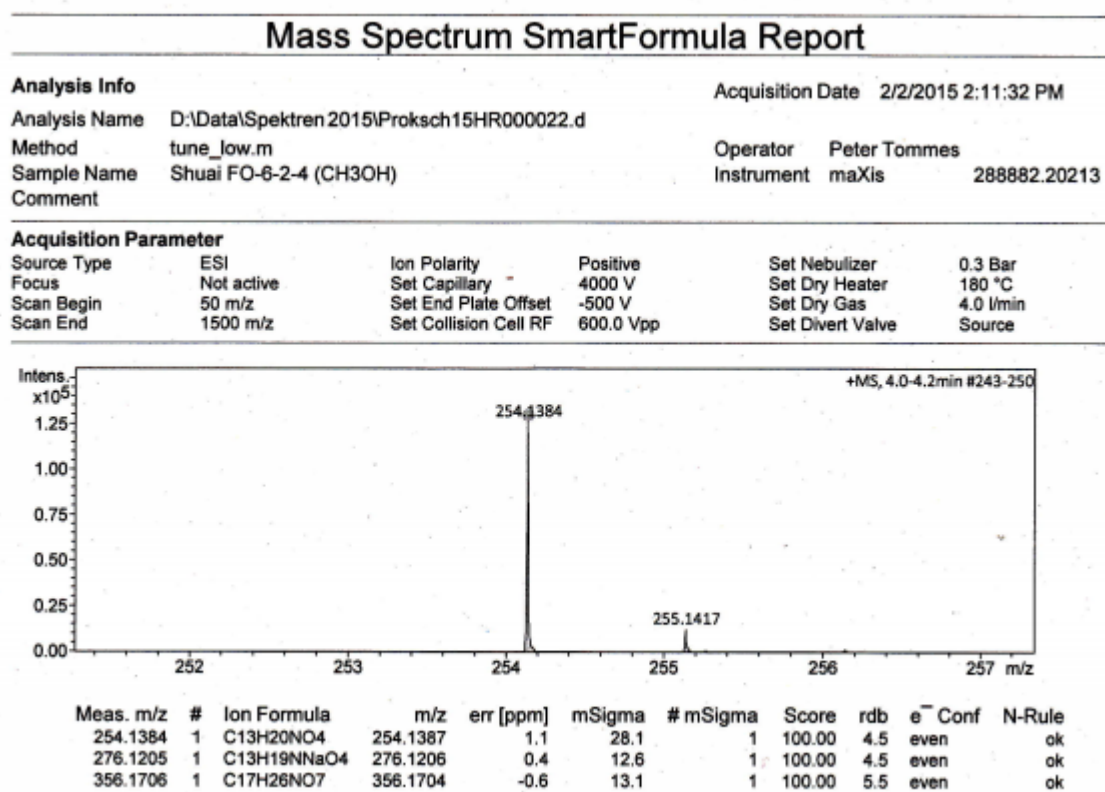 Mass Spectrum SmartFormula Report
Analysis Info
Acquisition Date 2/2/2015 2:11:32 PM
Analysis Name D:\Data\Spektren 2015\Proksch15HR000022.d
Method tune_low.m Operator Peter Tommes
Sample Name Shuai FO-6-2-4 (CH3OH) Instrument maXis 288882.20213
Comment
Acquisition Parameter
Source Type ESI Ion Polarity Positive Set Nebulizer 0.3 Bar
Focus Not active Set Capillary 4000 V Set Dry Heater 180 °C
Scan Begin 50 m/z Set End Plate Offset -500 V Set Dry Gas 4.0 l/min
Scan End 1500 m/z Set Collision Cell RF 600.0 Vpp Set Divert Valve Source
Intens.
x10^5
+MS, 4.0-4.2min #243-250
254.1384
1.25
1.00
0.75
0.50
0.25
255.1417
0.00
252 253 254 255 256 257 m/z
Meas. m/z # Ion Formula m/z err [ppm] mSigma # mSigma Score rdb e¯ Conf N-Rule
254.1384 1 C13H20NO4 254.1387 1.1 28.1 1 100.00 4.5 even ok
276.1205 1 C13H19NNaO4 276.1206 0.4 12.6 1 100.00 4.5 even ok
356.1706 1 C17H26NO7 356.1704 -0.6 13.1 1 100.00 5.5 even ok